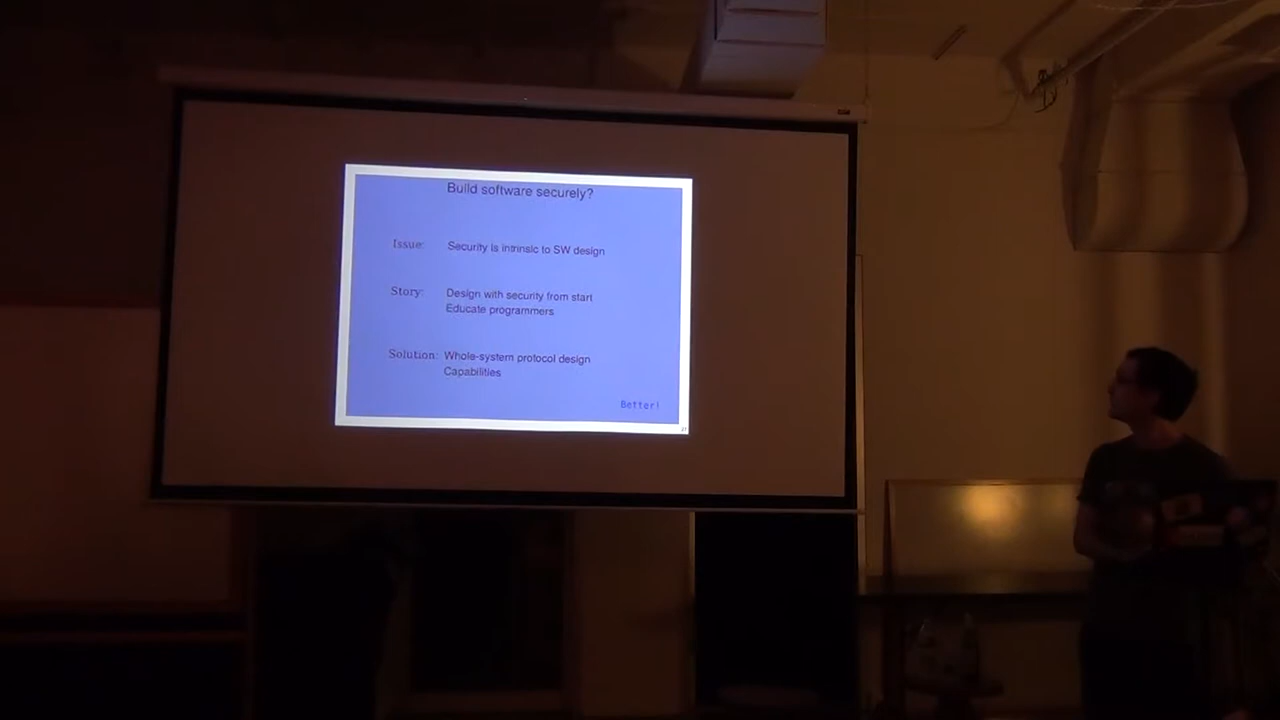 Build software securely?
Issue: Security is intrinsic to SW design
Story: Design with security from start
Educate programmers
Solution: Whole-system protocol design
Capabilities
Better!